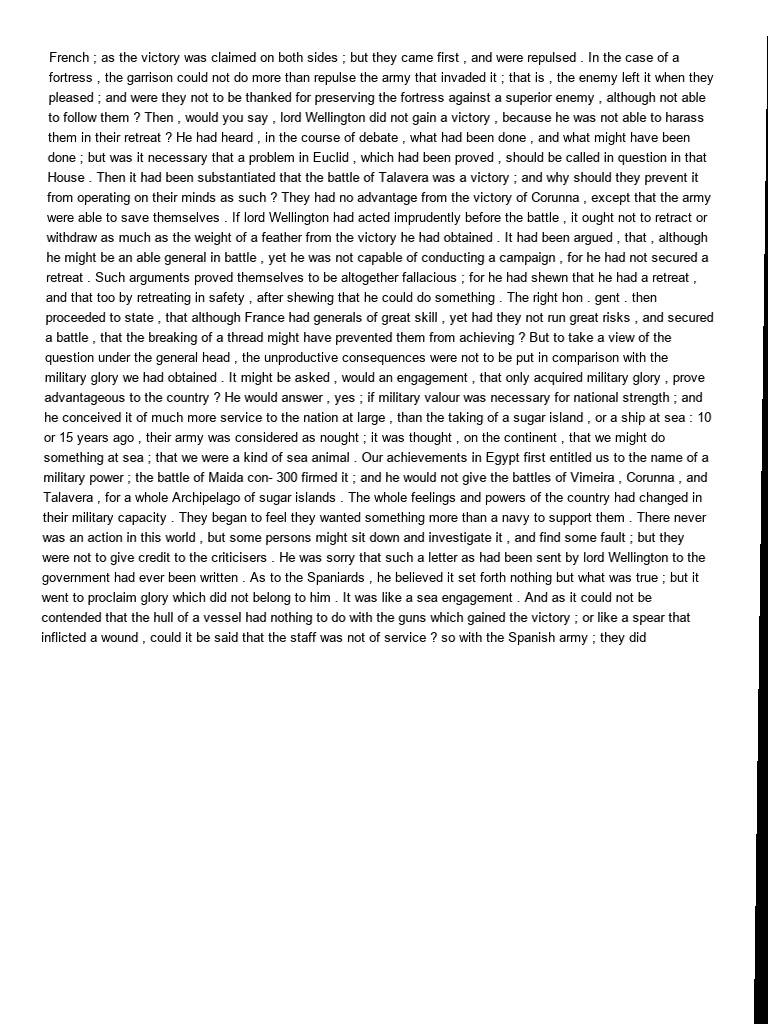 French ; as the victory was claimed on both sides ; but they came first , and were repulsed . In the case of a
fortress , the garrison could not do more than repulse the army that invaded it ; that is , the enemy left it when they
pleased ; and were they not to be thanked for preserving the fortress against a superior enemy , although not able
to follow them ? Then , would you say , lord Wellington did not gain a victory , because he was not able to harass
them in their retreat ? He had heard , in the course of debate , what had been done , and what might have been
done ; but was it necessary that a problem in Euclid , which had been proved , should be called in question in that
House . Then it had been substantiated that the battle of Talavera was a victory ; and why should they prevent it
from operating on their minds as such ? They had no advantage from the victory of Corunna , except that the army
were able to save themselves . If lord Wellington had acted imprudently before the battle , it ought not to retract or
withdraw as much as the weight of a feather from the victory he had obtained . It had been argued , that , although
he might be an able general in battle , yet he was not capable of conducting a campaign , for he had not secured a
retreat . Such arguments proved themselves to be altogether fallacious ; for he had shewn that he had a retreat ,
and that too by retreating in safety , after shewing that he could do something . The right hon . gent . then
proceeded to state , that although France had generals of great skill , yet had they not run great risks , and secured
a battle , that the breaking of a thread might have prevented them from achieving ? But to take a view of the
question under the general head , the unproductive consequences were not to be put in comparison with the
military glory we had obtained . It might be asked , would an engagement , that only acquired military glory , prove
advantageous to the country ? He would answer , yes ; if military valour was necessary for national strength ; and
he conceived it of much more service to the nation at large , than the taking of a sugar island , or a ship at sea : 10
or 15 years ago , their army was considered as nought ; it was thought , on the continent , that we might do
something at sea ; that we were a kind of sea animal . Our achievements in Egypt first entitled us to the name of a
military power ; the battle of Maida con- 300 firmed it ; and he would not give the battles of Vimeira , Corunna , and
Talavera , for a whole Archipelago of sugar islands . The whole feelings and powers of the country had changed in
their military capacity . They began to feel they wanted something more than a navy to support them . There never
was an action in this world , but some persons might sit down and investigate it , and find some fault ; but they
were not to give credit to the criticisers . He was sorry that such a letter as had been sent by lord Wellington to the
government had ever been written . As to the Spaniards , he believed it set forth nothing but what was true ; but it
went to proclaim glory which did not belong to him . It was like a sea engagement . And as it could not be
contended that the hull of a vessel had nothing to do with the guns which gained the victory ; or like a spear that
inflicted a wound , could it be said that the staff was not of service ? so with the Spanish army ; they did